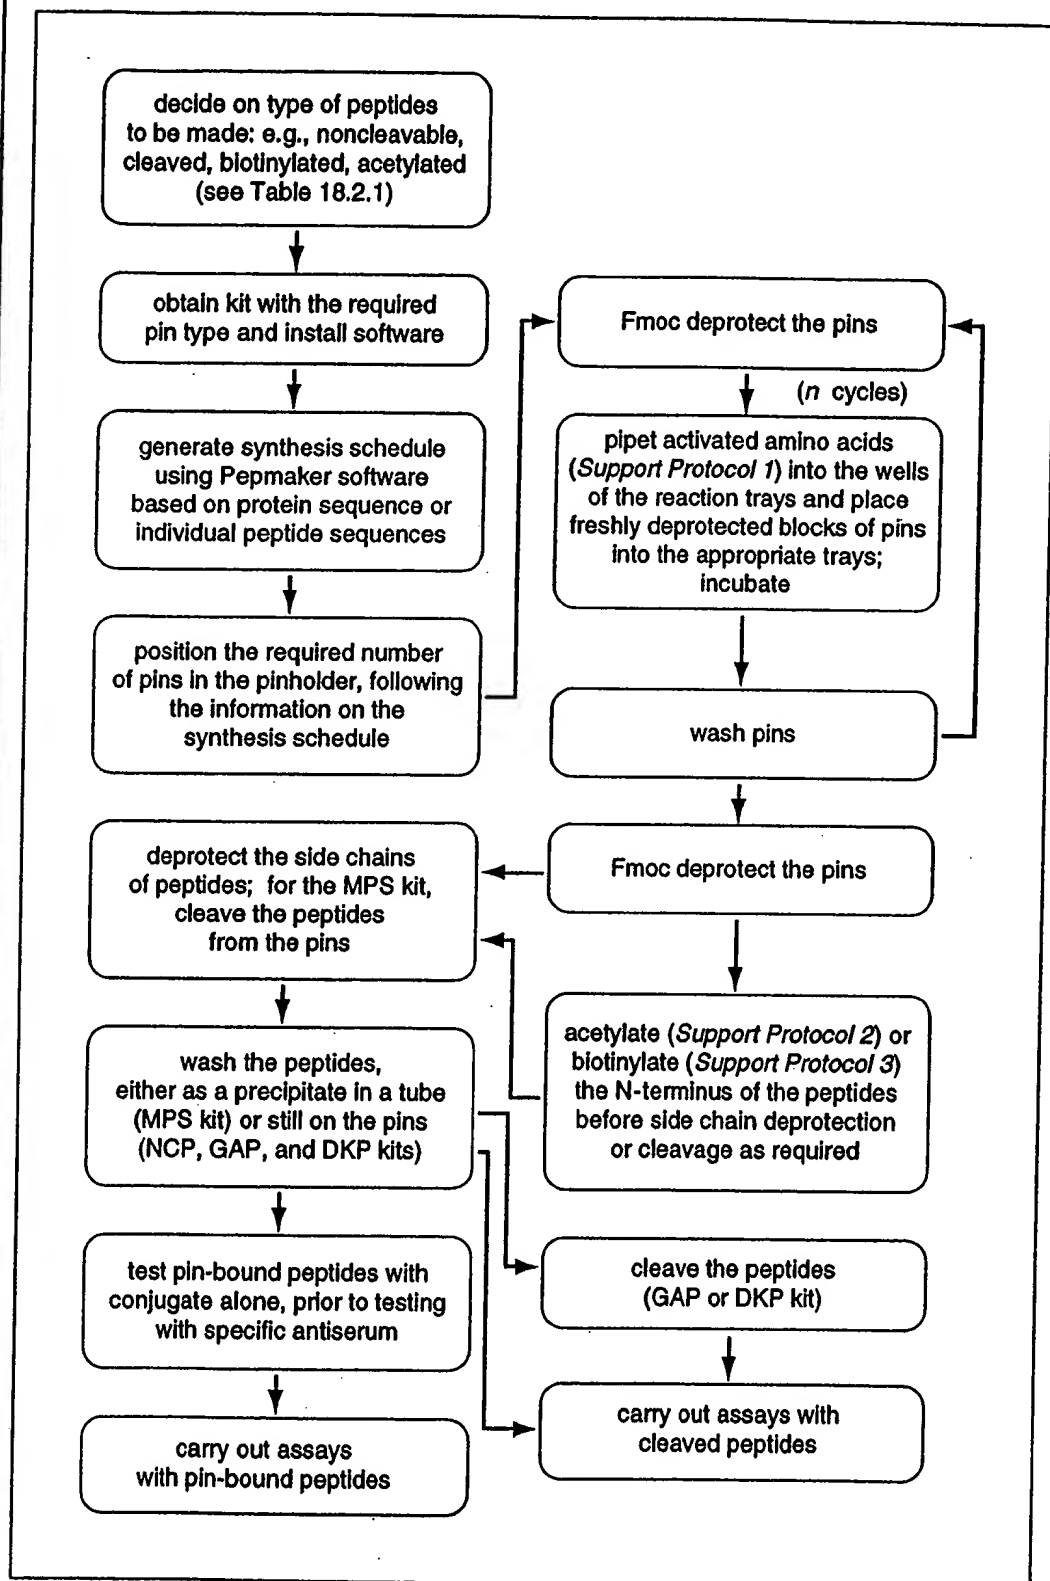 decide on type of peptides
to be made: e.g., noncleavable,
cleaved, biotinylated, acetylated
(see Table 18.2.1)
obtain kit with the required
pin type and install software
generate synthesis schedule
using Pepmaker software
based on protein sequence or
individual peptide sequences
position the required number
of pins in the pinholder, following
the information on the
synthesis schedule
Fmoc deprotect the pins
(n cycles)
pipet activated amino acids
(Support Protocol 1) into the wells
of the reaction trays and place
freshly deprotected blocks of pins
into the appropriate trays;
incubate
wash pins
Fmoc deprotect the pins
acetylate (Support Protocol 2) or
biotinylate (Support Protocol 3)
the N-terminus of the peptides
before side chain deprotection
or cleavage as required
deprotect the side chains
of peptides; for the MPS kit,
cleave the peptides
from the pins
wash the peptides,
either as a precipitate in a tube
(MPS kit) or still on the pins
(NCP, GAP, and DKP kits)
test pin-bound peptides with
conjugate alone, prior to testing
with specific antiserum
carry out assays
with pin-bound peptides
cleave the peptides
(GAP or DKP kit)
carry out assays with
cleaved peptides